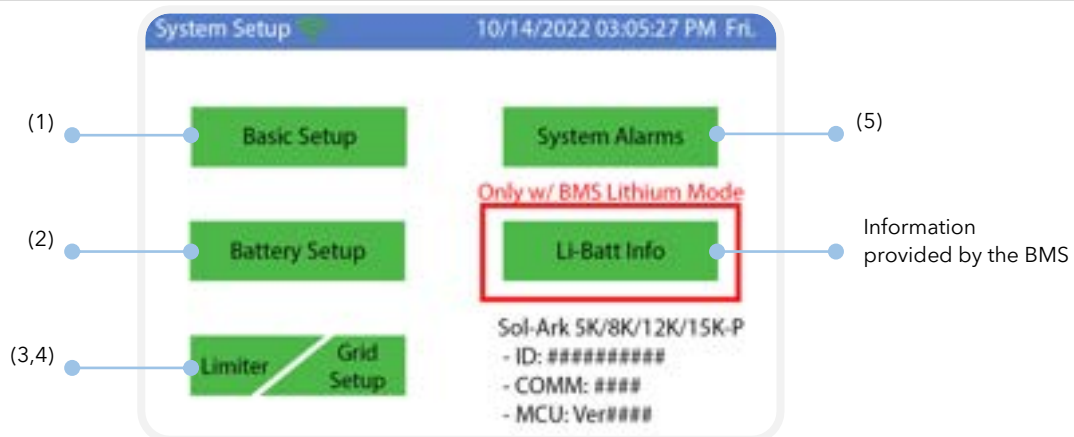 System Setup
10/14/2022 03:05:27 PM Fri.
(1)
Basic Setup
System Alarms
(5)
Only w/ BMS Lithium Mode
(2)
Battery Setup
Li-Batt Info
Information
provided by the BMS
(3,4)
Limiter
Grid
Setup
Sol-Ark 5K/8K/12K/15K-P
- ID: ##########
- COMM: ####
- MCU: Ver####